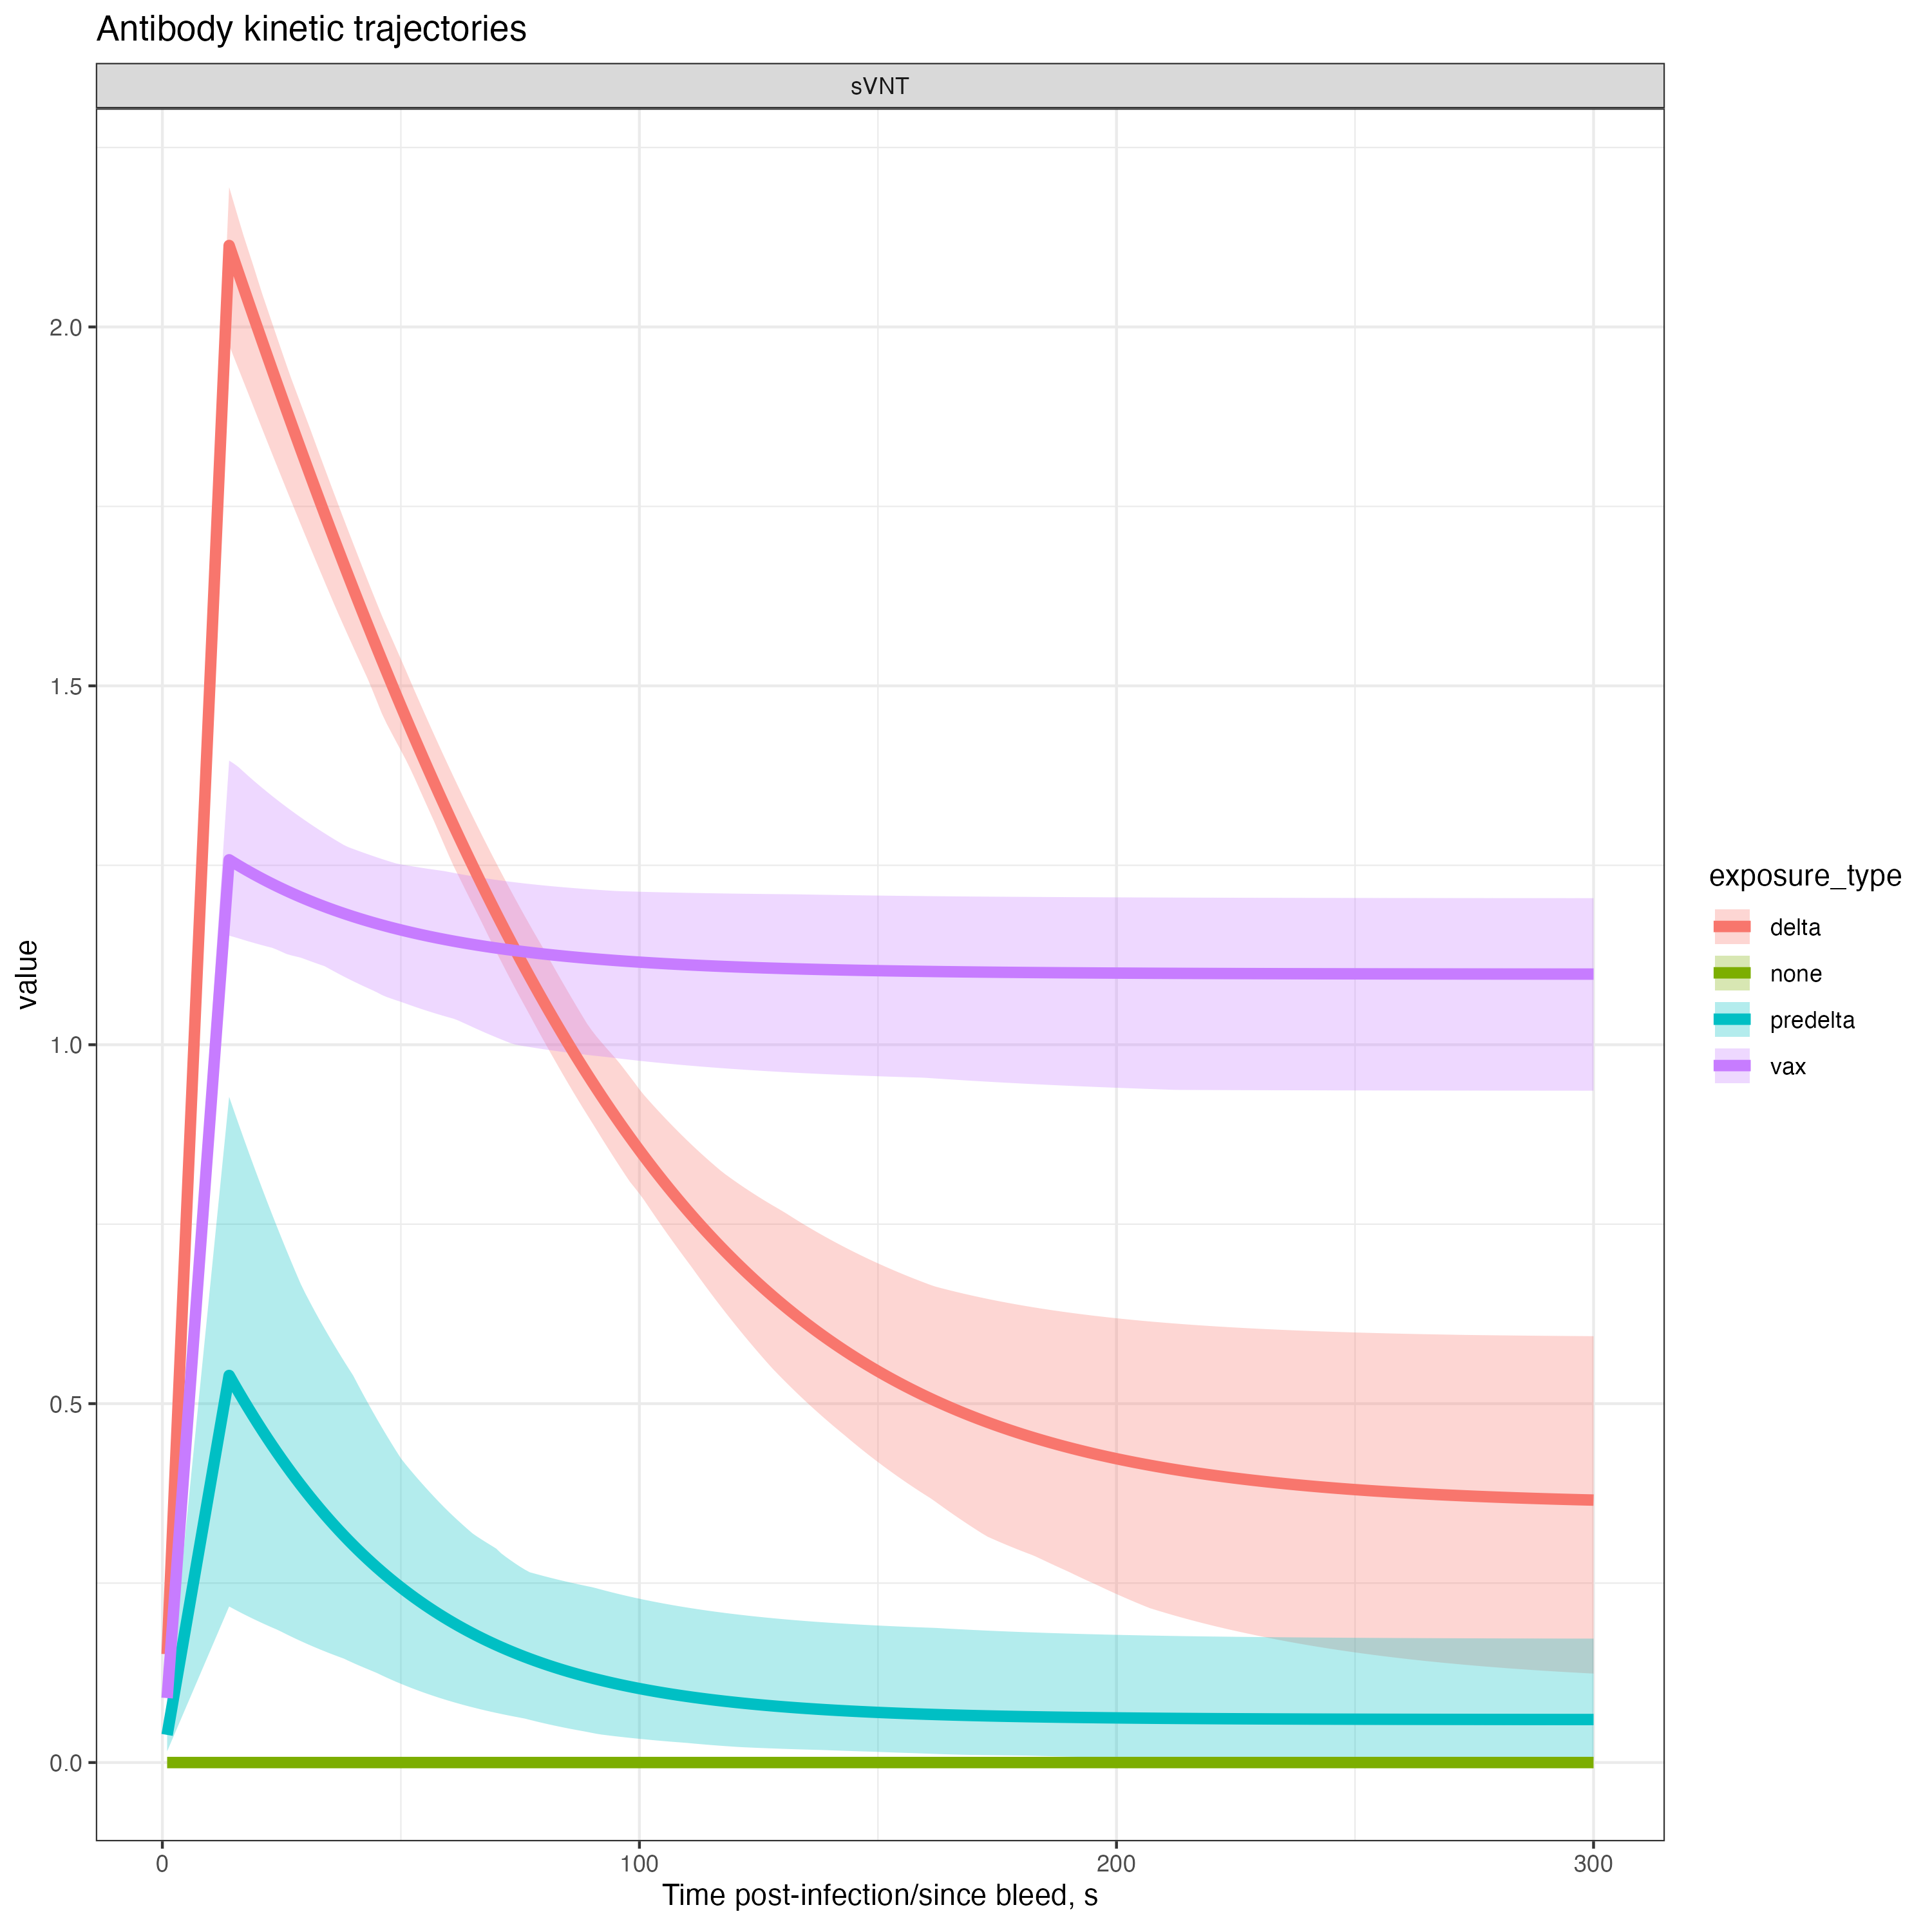 Antibody kinetic trajectories
sVNT
value
2.0
1.5
1.0
0.5
0.0
0
100
200
300
Time post-infection/since bleed, s
exposure_type
delta
none
predelta
vax